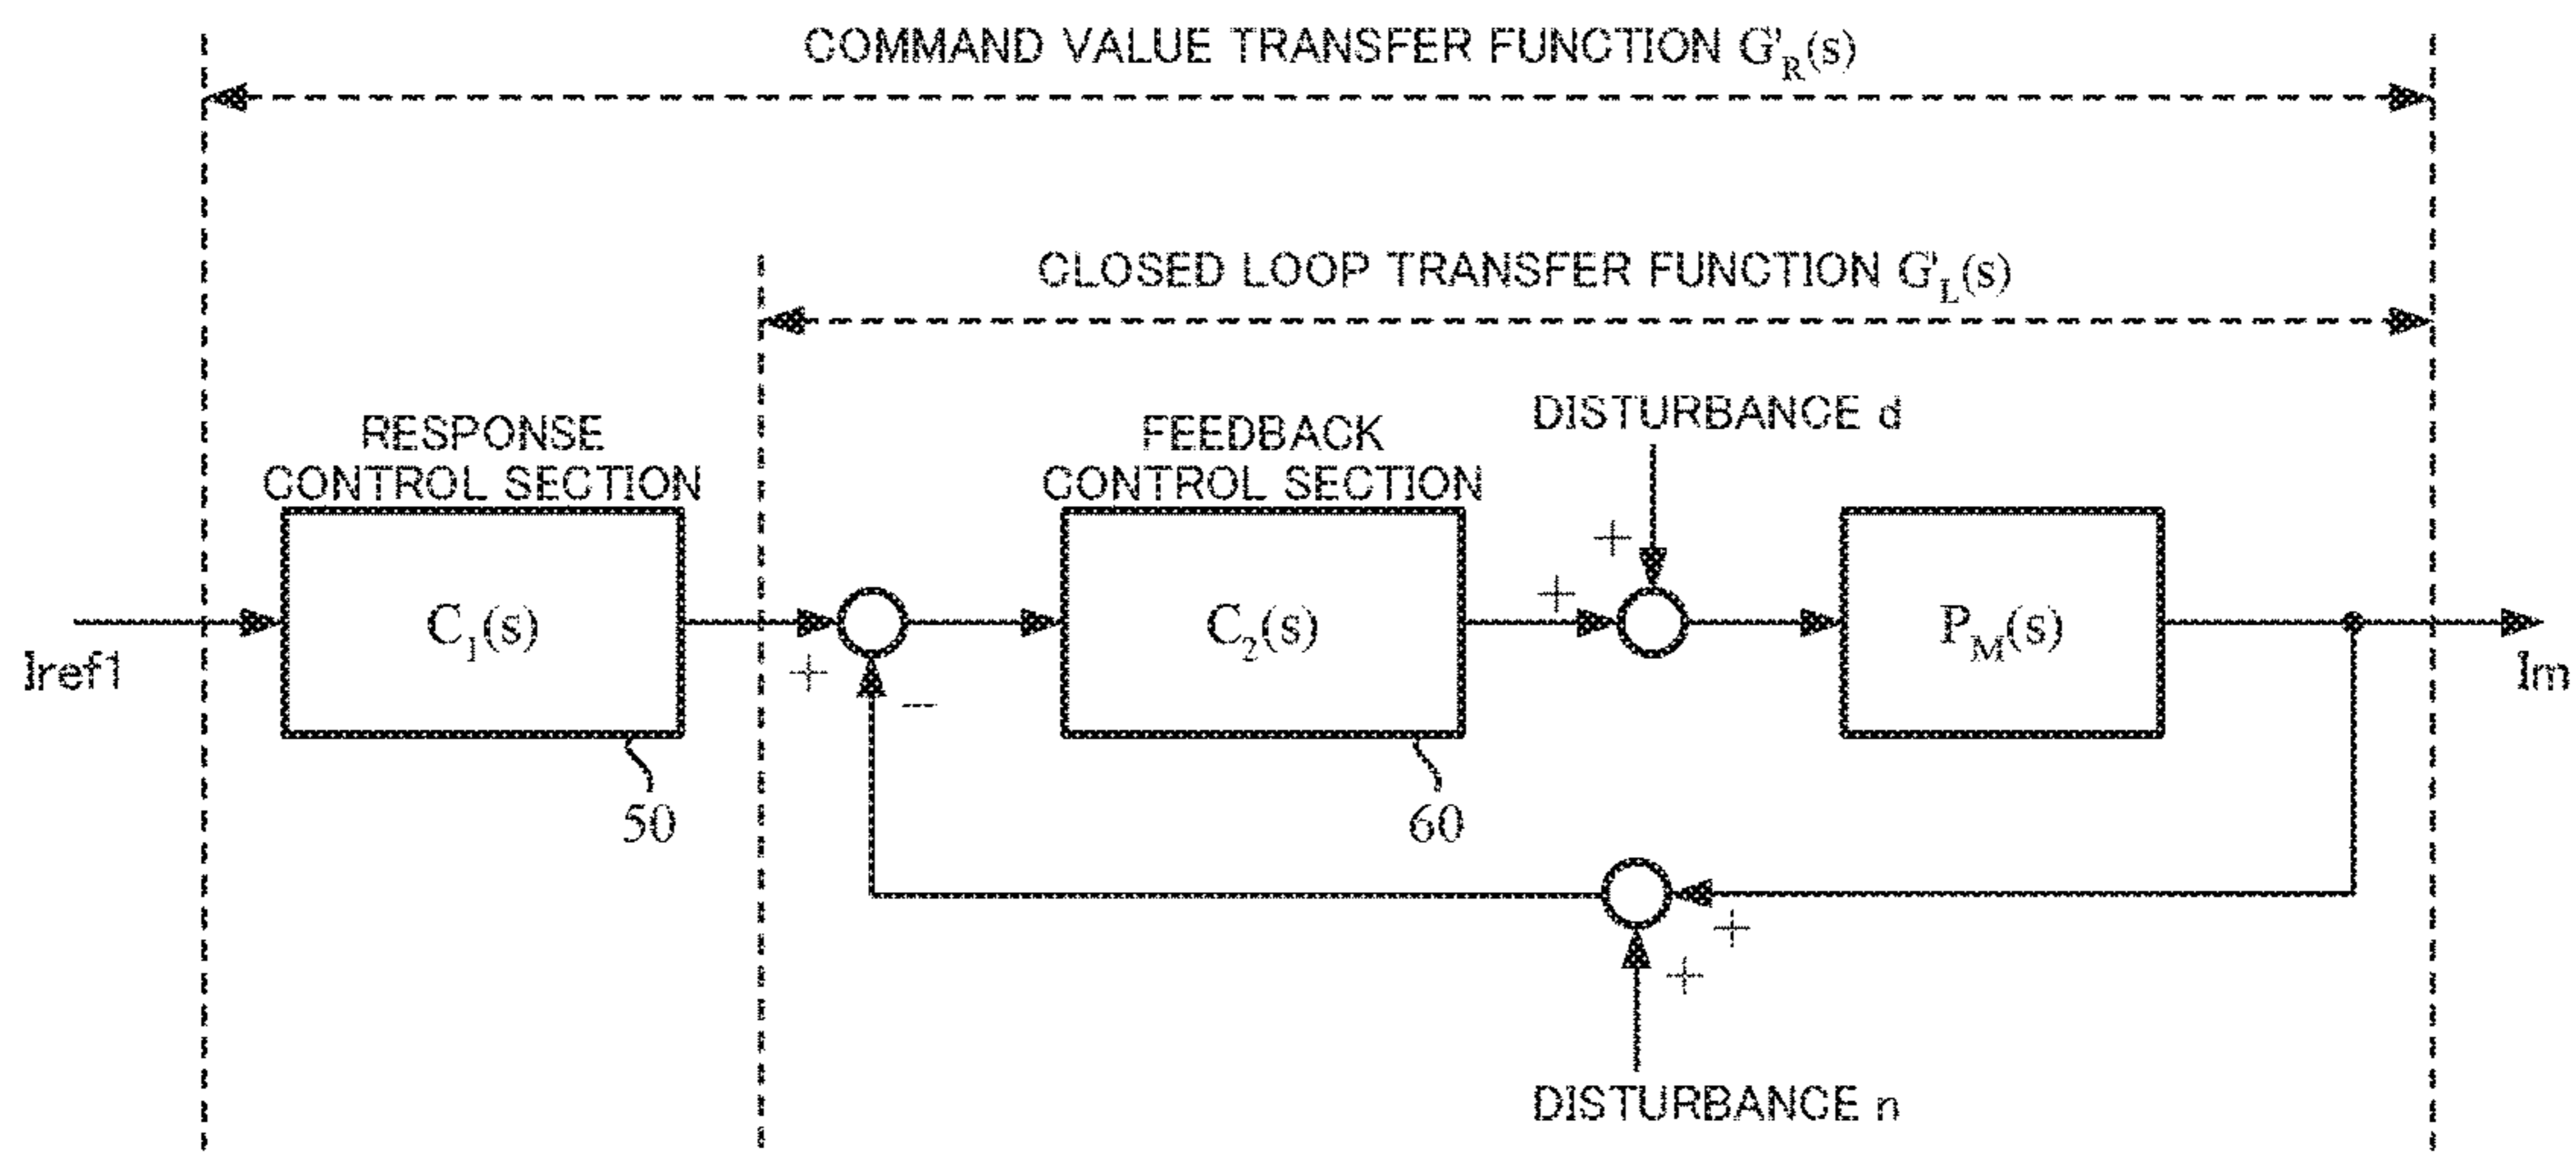 COMMAND VALUE TRANSFER FUNCTION G'R(s)
CLOSED LOOP TRANSFER FUNCTION G'L(s)
DISTURBANCE d
RESPONSE
CONTROL SECTION
FEEDBACK
CONTROL SECTION
+
+
C1(s)
C2(s)
PM(s)
Iref1
+
−
Im
50
60
+
+
DISTURBANCE n